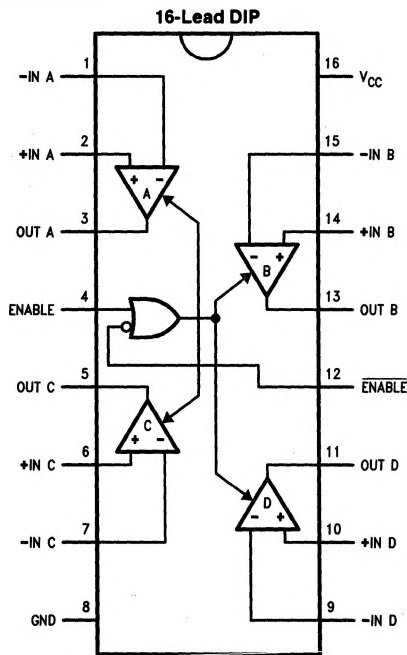 16-Lead DIP
-IN A 1
16 VCC
+IN A 2
15 -IN B
+ -
A
OUT A 3
14 +IN B
- +
B
ENABLE 4
13 OUT B
OUT C 5
12 ENABLE
C
+ -
+IN C 6
11 OUT D
D
- +
-IN C 7
10 +IN D
GND 8
9 -IN D